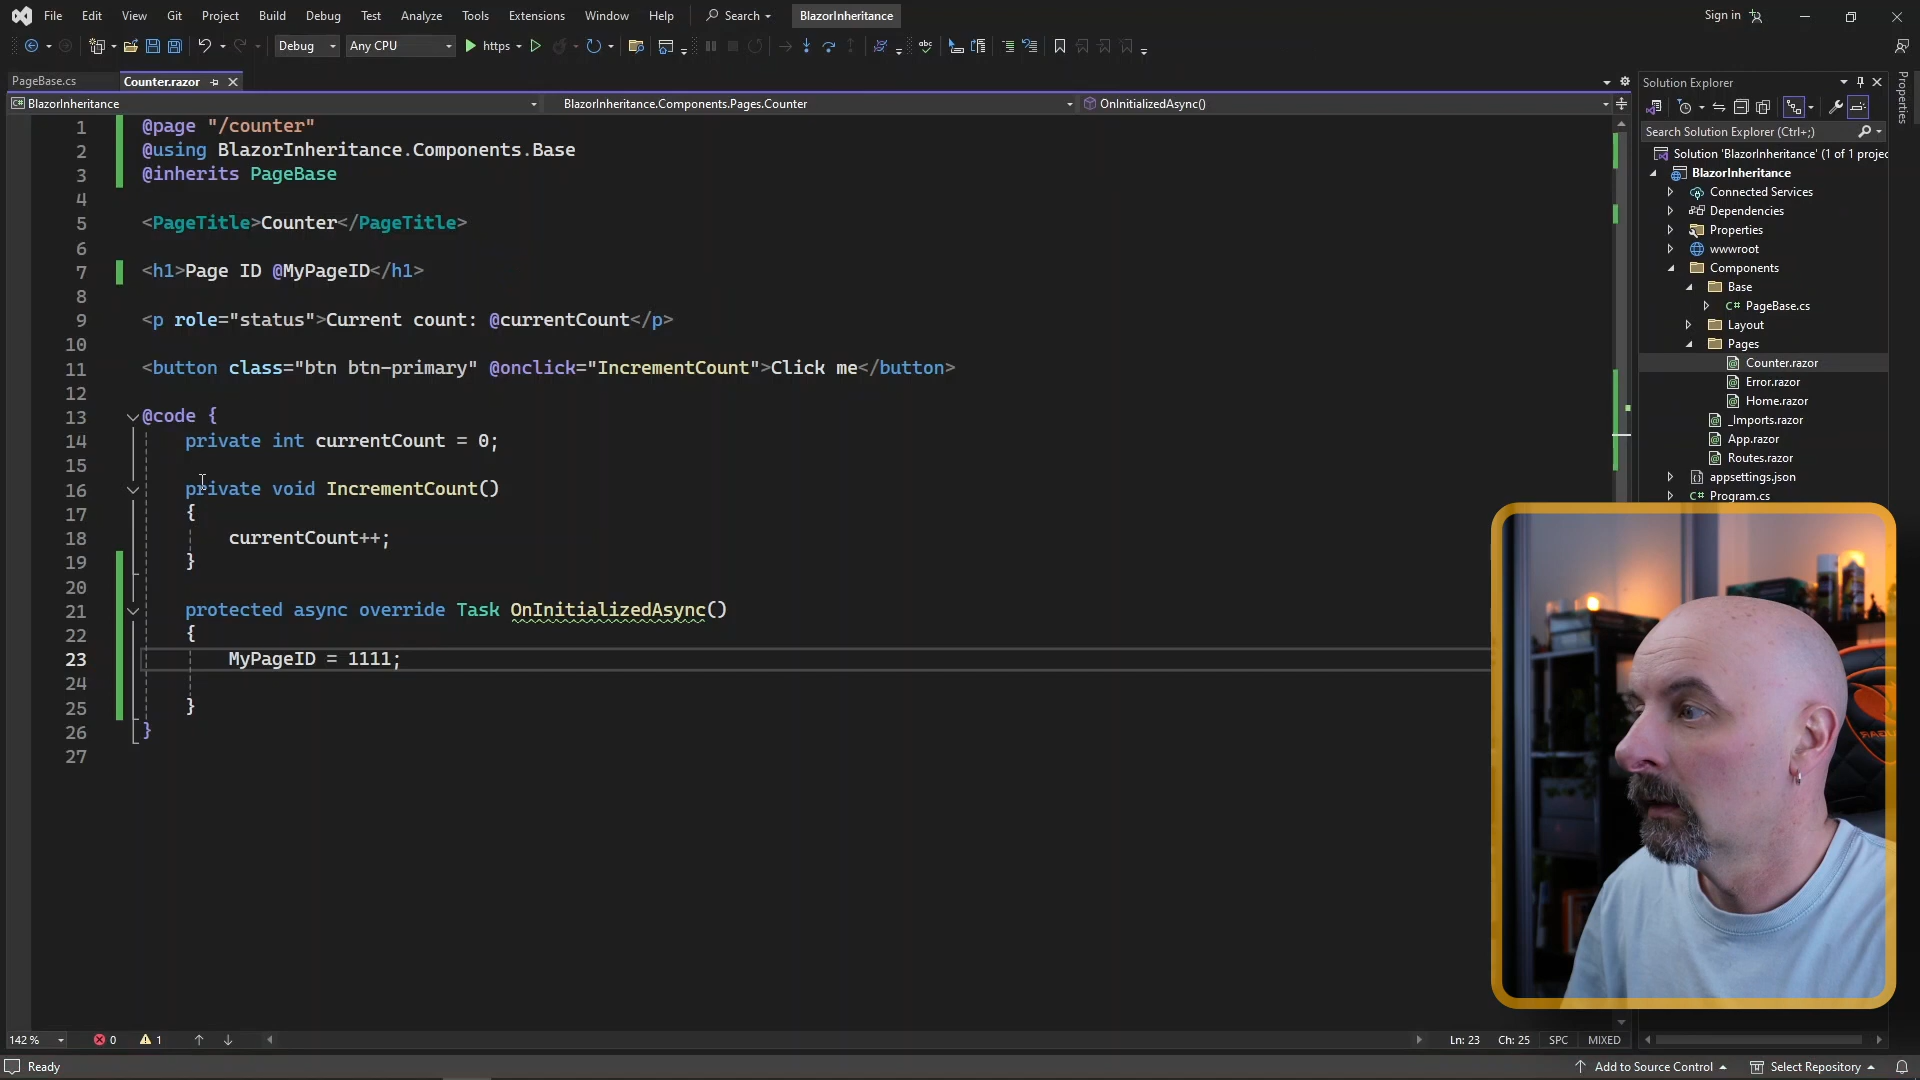 File Edit View Git Project Build Debug Test Analyze Tools Extensions Window Help Search BlazorInheritance Sign in
Debug Any CPU https
PageBase.cs Counter.razor
BlazorInheritance BlazorInheritance.Components.Pages.Counter OnInitializedAsync()
1 @page "/counter"
2 @using BlazorInheritance.Components.Base
3 @inherits PageBase
4
5 <PageTitle>Counter</PageTitle>
6
7 <h1>Page ID @MyPageID</h1>
8
9 <p role="status">Current count: @currentCount</p>
10
11 <button class="btn btn-primary" @onclick="IncrementCount">Click me</button>
12
13 @code {
14 private int currentCount = 0;
15
16 private void IncrementCount()
17 {
18 currentCount++;
19 }
20
21 protected async override Task OnInitializedAsync()
22 {
23 MyPageID = 1111;
24
25 }
26 }
27
Solution Explorer
Search Solution Explorer (Ctrl+;)
Solution 'BlazorInheritance' (1 of 1 projec
BlazorInheritance
Connected Services
Dependencies
Properties
wwwroot
Components
Base
C# PageBase.cs
Layout
Pages
Counter.razor
Error.razor
Home.razor
_Imports.razor
App.razor
Routes.razor
appsettings.json
C# Program.cs
Properties
142 % 0 1 Ln: 23 Ch: 25 SPC MIXED
Ready Add to Source Control Select Repository